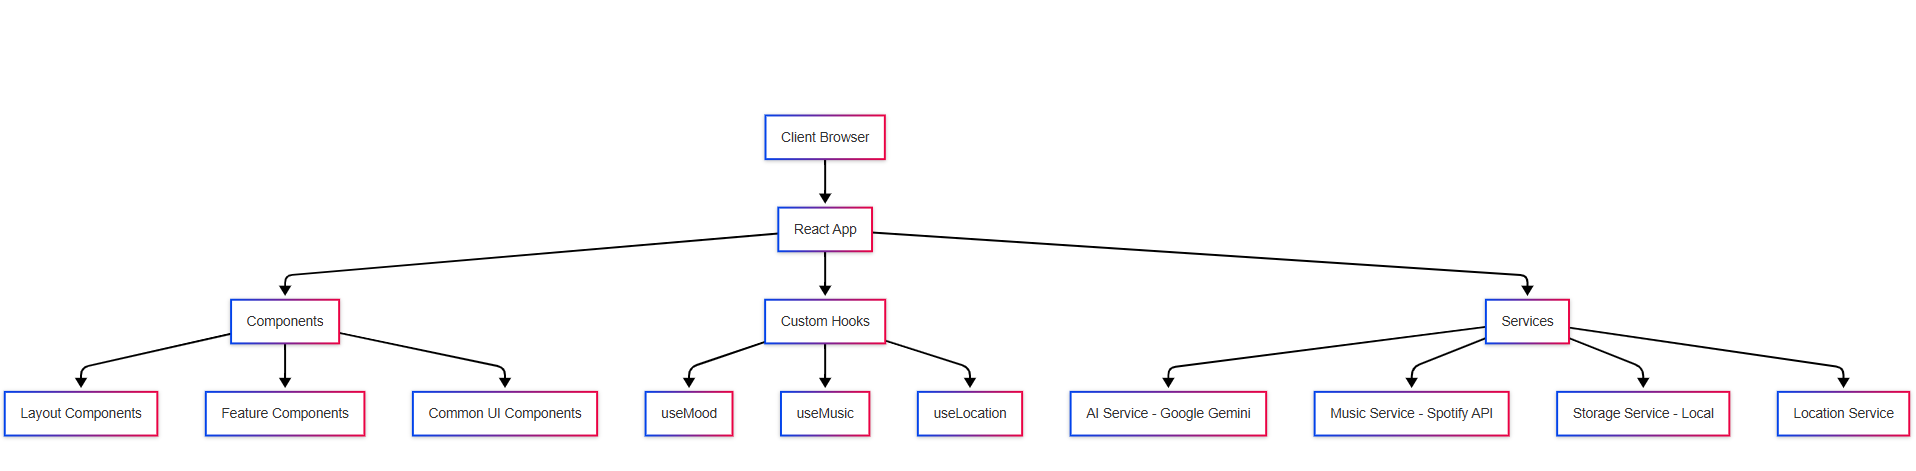 Client Browser
React App
Components
Custom Hooks
Services
Layout Components
Feature Components
Common UI Components
useMood
useMusic
useLocation
AI Service - Google Gemini
Music Service - Spotify API
Storage Service - Local
Location Service